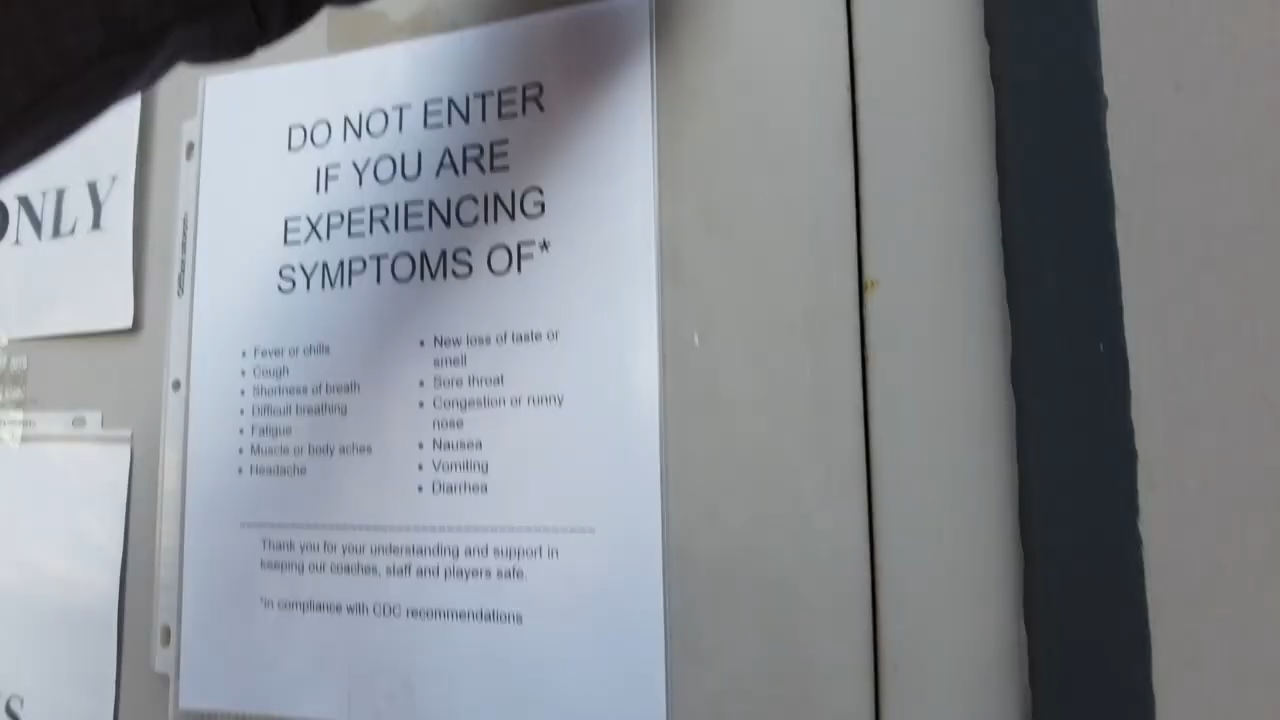 DO NOT ENTER
IF YOU ARE
EXPERIENCING
SYMPTOMS OF*
• Fever or chills
• Cough
• Shortness of breath
• Difficult breathing
• Fatigue
• Muscle or body aches
• Headache
• New loss of taste or
smell
• Sore throat
• Congestion or runny
nose
• Nausea
• Vomiting
• Diarrhea
Thank you for your understanding and support in
keeping our coaches, staff and players safe.
*in compliance with CDC recommendations
ONLY